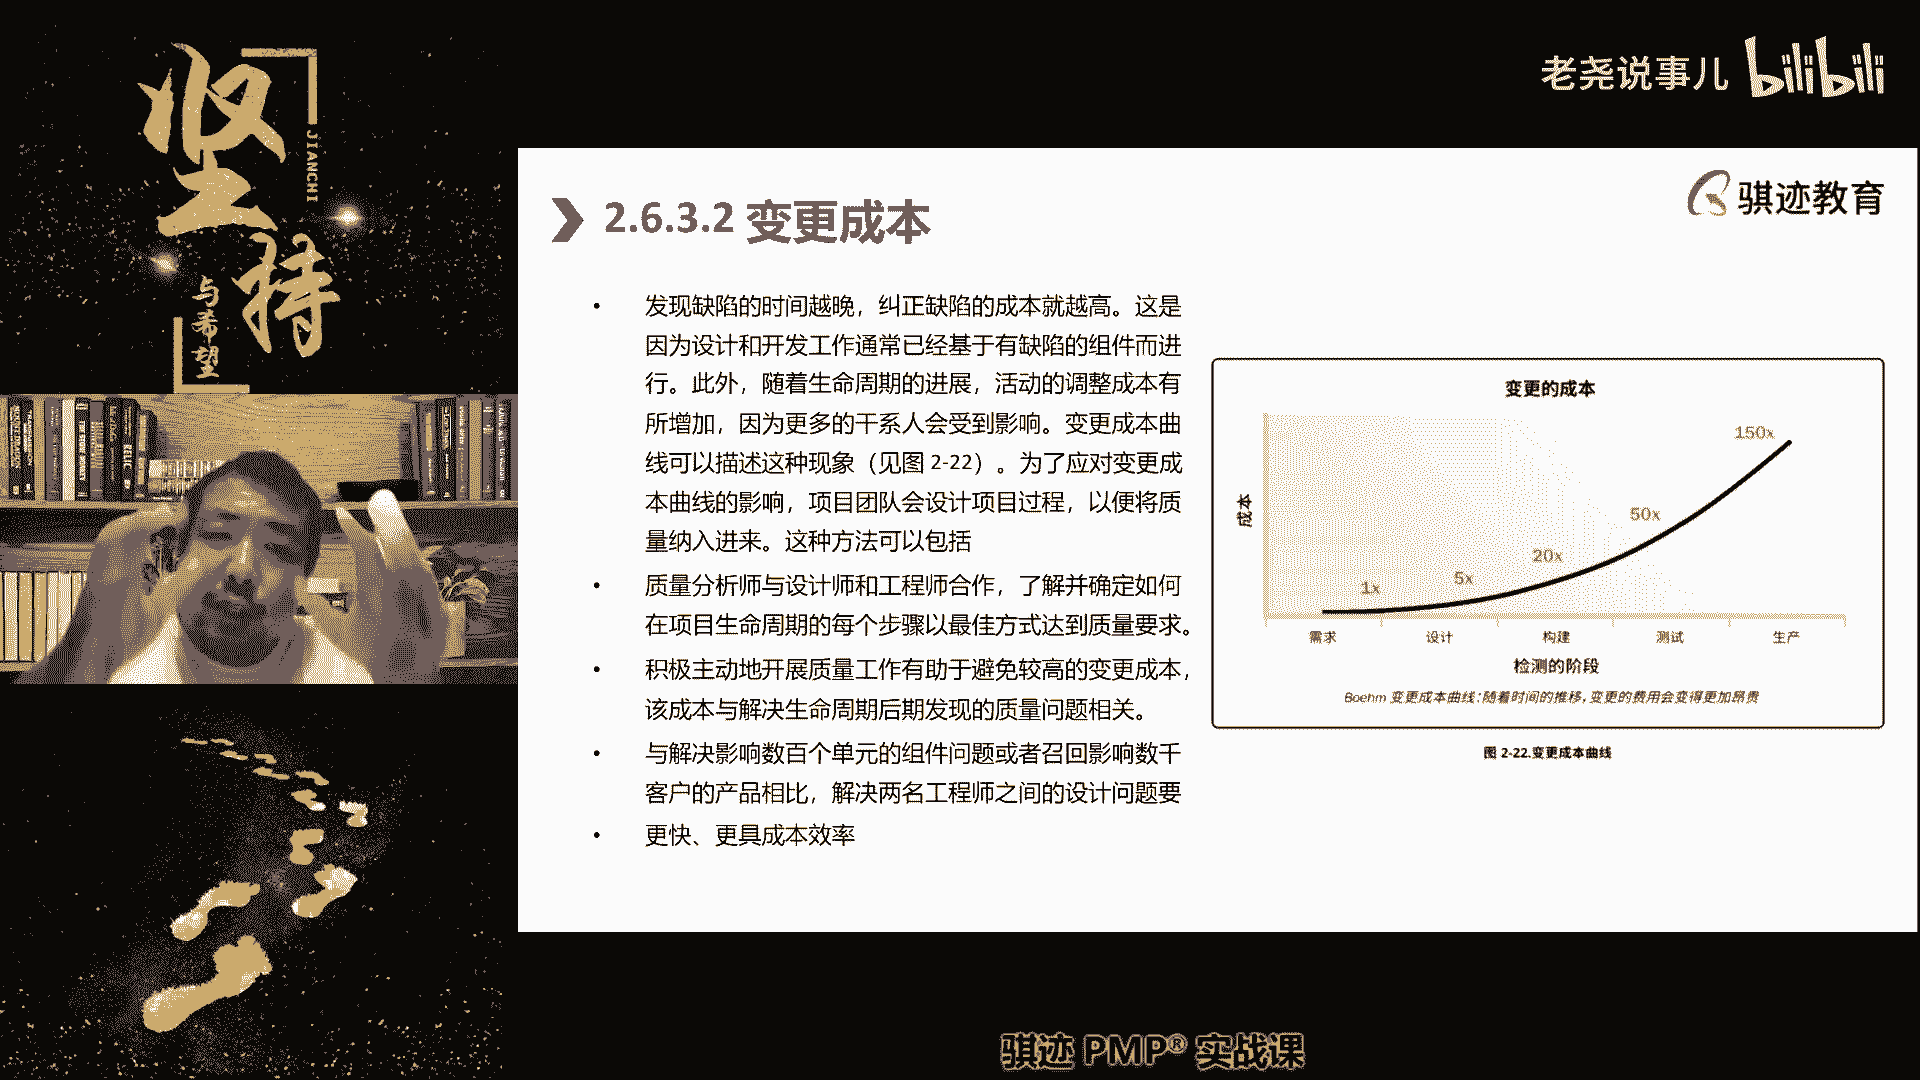 坚持
JIANCHI
与希望
老尧说事儿 bilibili
骐迹教育
2.6.3.2 变更成本
• 发现缺陷的时间越晚，纠正缺陷的成本就越高。这是
因为设计和开发工作通常已经基于有缺陷的组件而进
行。此外，随着生命周期的进展，活动的调整成本有
所增加，因为更多的干系人会受到影响。变更成本曲
线可以描述这种现象（见图 2-22）。为了应对变更成
本曲线的影响，项目团队会设计项目过程，以便将质
量纳入进来。这种方法可以包括
• 质量分析师与设计师和工程师合作，了解并确定如何
在项目生命周期的每个步骤以最佳方式达到质量要求。
• 积极主动地开展质量工作有助于避免较高的变更成本，
该成本与解决生命周期后期发现的质量问题相关。
• 与解决影响数百个单元的组件问题或者召回影响数千
客户的产品相比，解决两名工程师之间的设计问题要
• 更快、更具成本效率
变更的成本
成本
1x
5x
20x
50x
150x
需求 设计 构建 测试 生产
检测的阶段
Boehm 变更成本曲线：随着时间的推移，变更的费用会变得更加昂贵
图 2-22.变更成本曲线
骐迹 PMP® 实战课